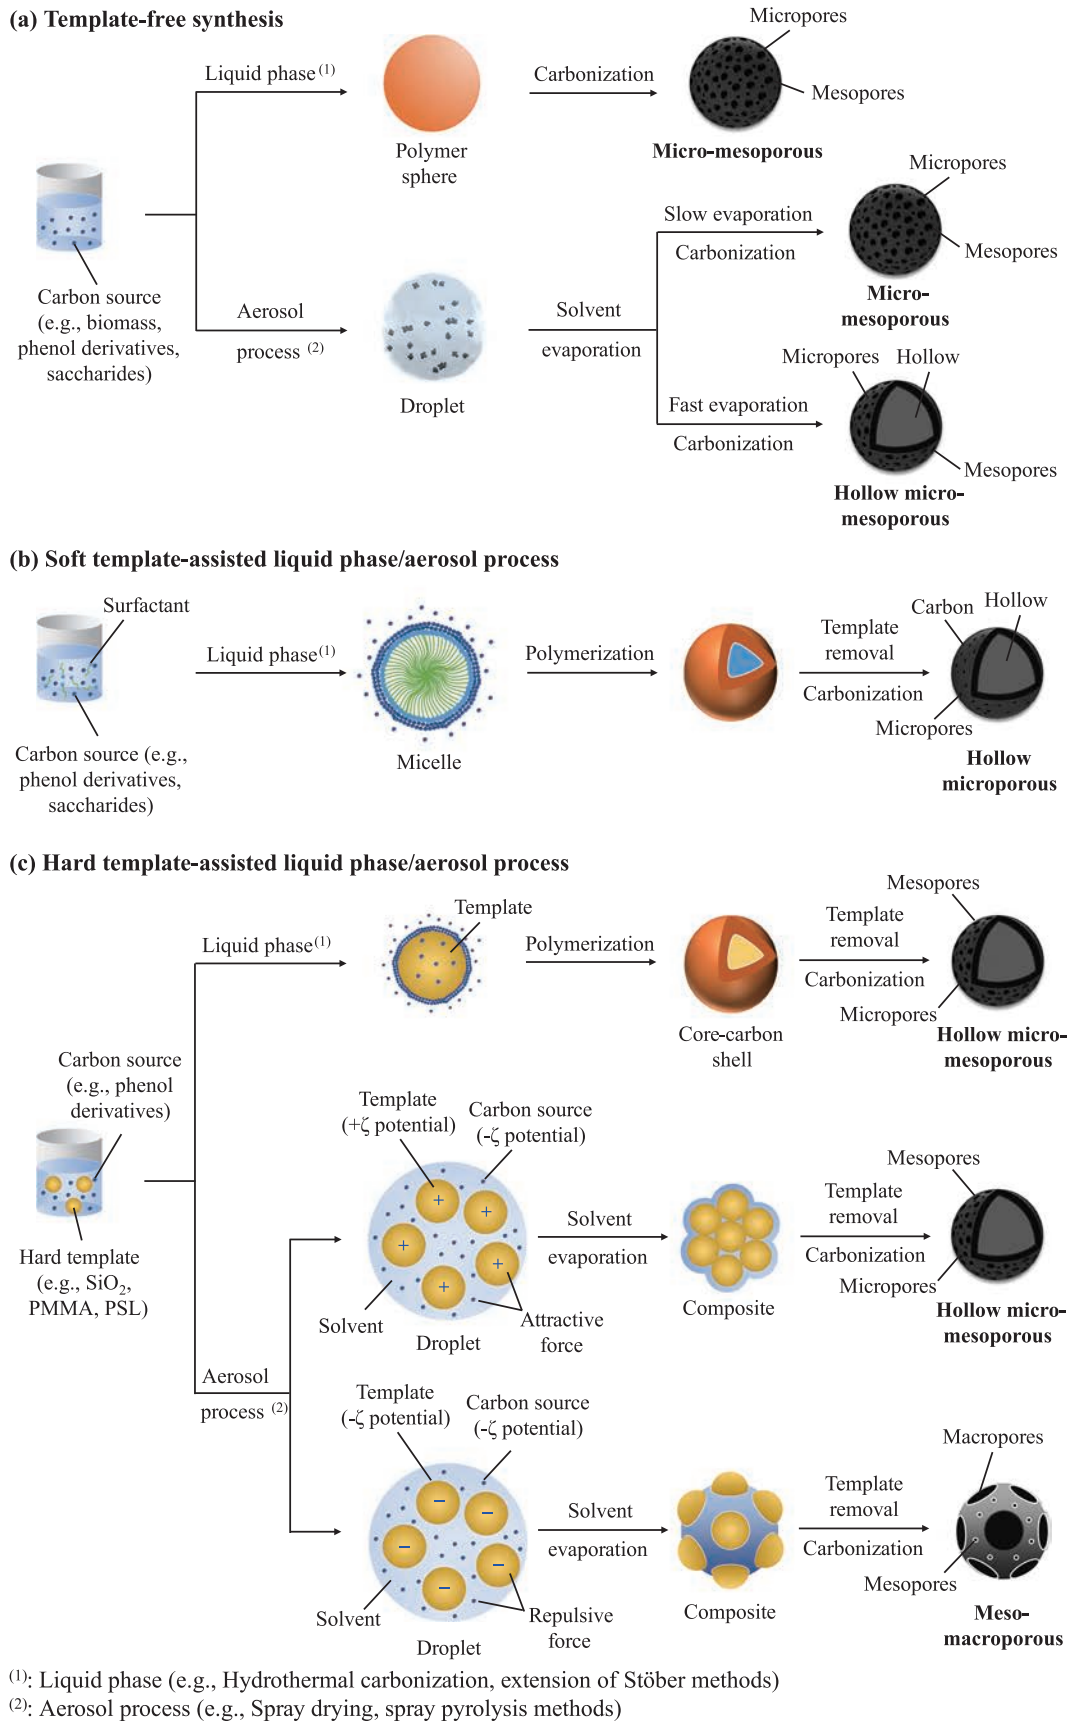 (a) Template-free synthesis
Micropores
Liquid phase(1)
Carbonization
Mesopores
Polymer
sphere
Micro-mesoporous
Micropores
Slow evaporation
Carbonization
Mesopores
Micro-
mesoporous
Carbon source
(e.g., biomass,
phenol derivatives,
saccharides)
Aerosol
process (2)
Droplet
Solvent
evaporation
Micropores
Hollow
Fast evaporation
Carbonization
Mesopores
Hollow micro-
mesoporous
(b) Soft template-assisted liquid phase/aerosol process
Surfactant
Liquid phase(1)
Carbon source (e.g.,
phenol derivatives,
saccharides)
Micelle
Polymerization
Template
removal
Carbonization
Carbon
Hollow
Micropores
Hollow
microporous
(c) Hard template-assisted liquid phase/aerosol process
Liquid phase(1)
Template
Polymerization
Core-carbon
shell
Template
removal
Carbonization
Mesopores
Micropores
Hollow micro-
mesoporous
Carbon source
(e.g., phenol
derivatives)
Hard template
(e.g., SiO2,
PMMA, PSL)
Aerosol
process (2)
Template
(+ζ potential)
Carbon source
(-ζ potential)
+
+
+
+
+
Solvent
Droplet
Attractive
force
Solvent
evaporation
Composite
Template
removal
Carbonization
Mesopores
Micropores
Hollow micro-
mesoporous
Template
(-ζ potential)
Carbon source
(-ζ potential)
−
−
−
−
−
Solvent
Droplet
Repulsive
force
Solvent
evaporation
Composite
Template
removal
Carbonization
Macropores
Mesopores
Meso-
macroporous
(1): Liquid phase (e.g., Hydrothermal carbonization, extension of Stöber methods)
(2): Aerosol process (e.g., Spray drying, spray pyrolysis methods)